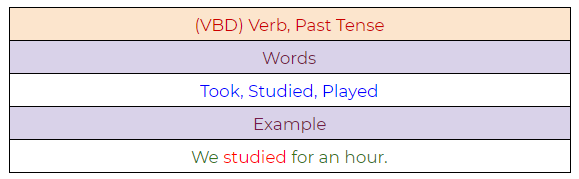 (VBD) Verb, Past Tense
Words
Took, Studied, Played
Example
We studied for an hour.